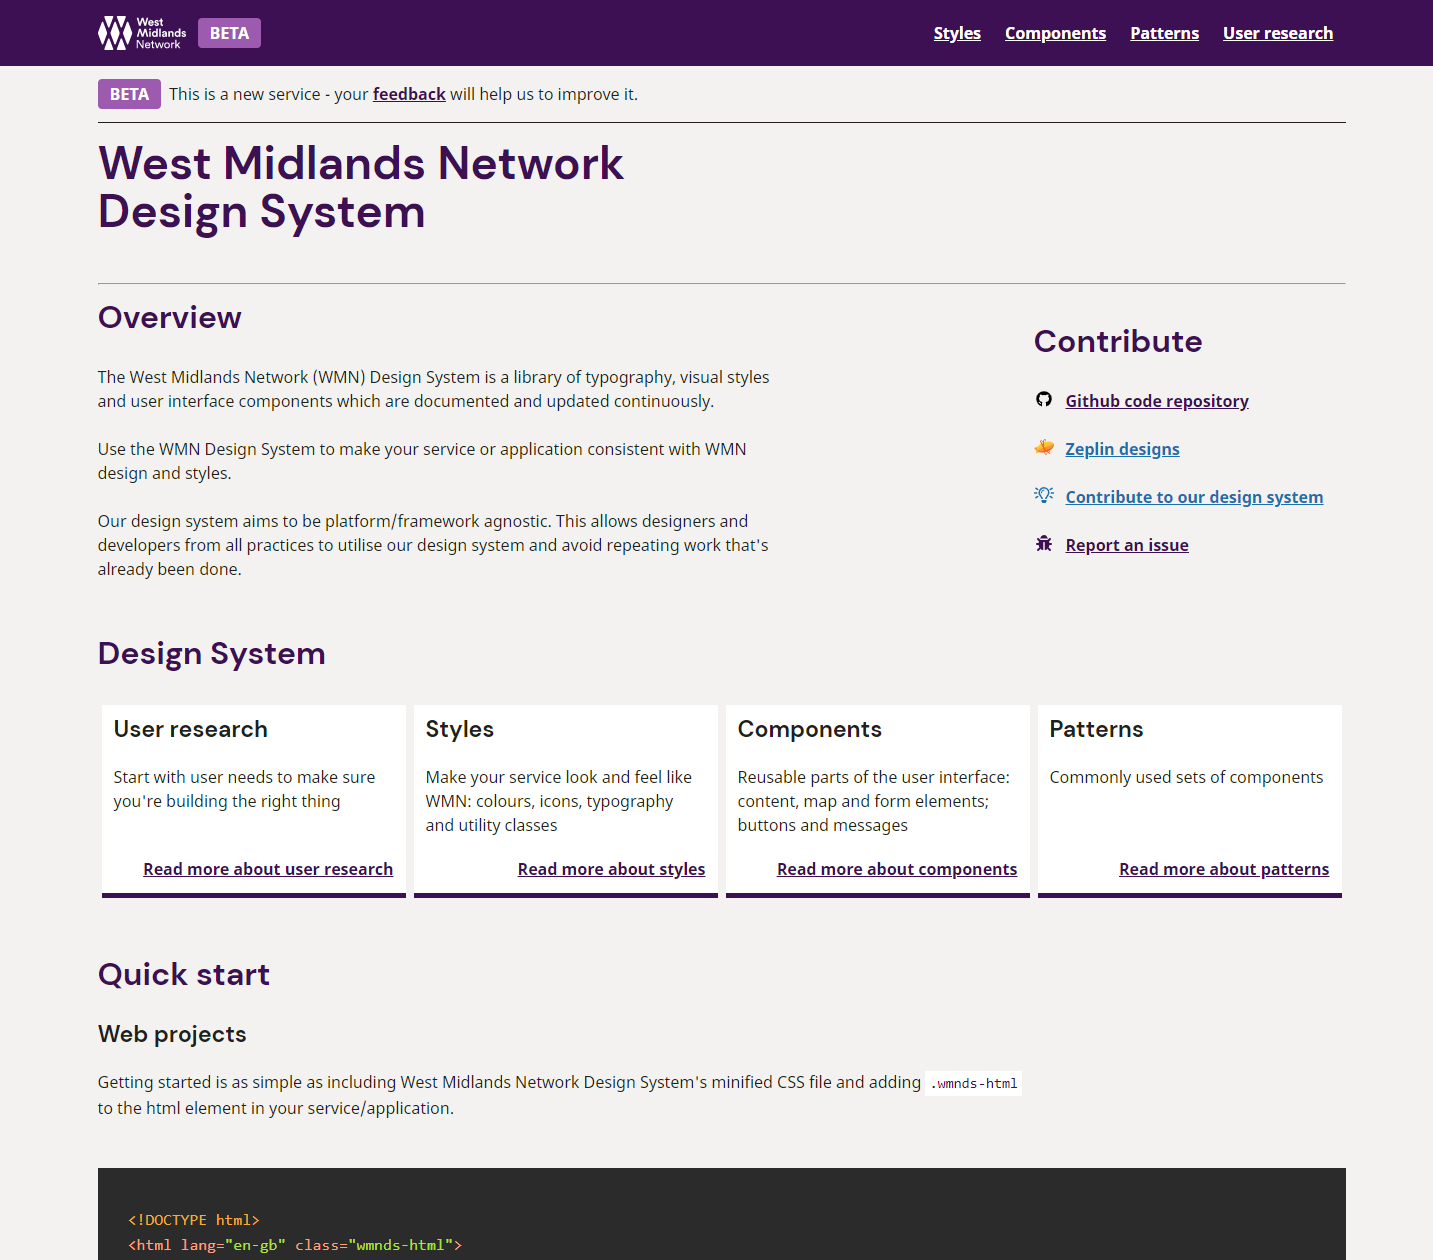 West
Midlands
Network
BETA
Styles Components Patterns User research
BETA This is a new service - your feedback will help us to improve it.
West Midlands Network
Design System
Overview
The West Midlands Network (WMN) Design System is a library of typography, visual styles
and user interface components which are documented and updated continuously.
Use the WMN Design System to make your service or application consistent with WMN
design and styles.
Our design system aims to be platform/framework agnostic. This allows designers and
developers from all practices to utilise our design system and avoid repeating work that's
already been done.
Contribute
Github code repository
Zeplin designs
Contribute to our design system
Report an issue
Design System
User research
Start with user needs to make sure
you're building the right thing
Read more about user research
Styles
Make your service look and feel like
WMN: colours, icons, typography
and utility classes
Read more about styles
Components
Reusable parts of the user interface:
content, map and form elements;
buttons and messages
Read more about components
Patterns
Commonly used sets of components
Read more about patterns
Quick start
Web projects
Getting started is as simple as including West Midlands Network Design System's minified CSS file and adding .wmnds-html
to the html element in your service/application.
<!DOCTYPE html>
<html lang="en-gb" class="wmnds-html">